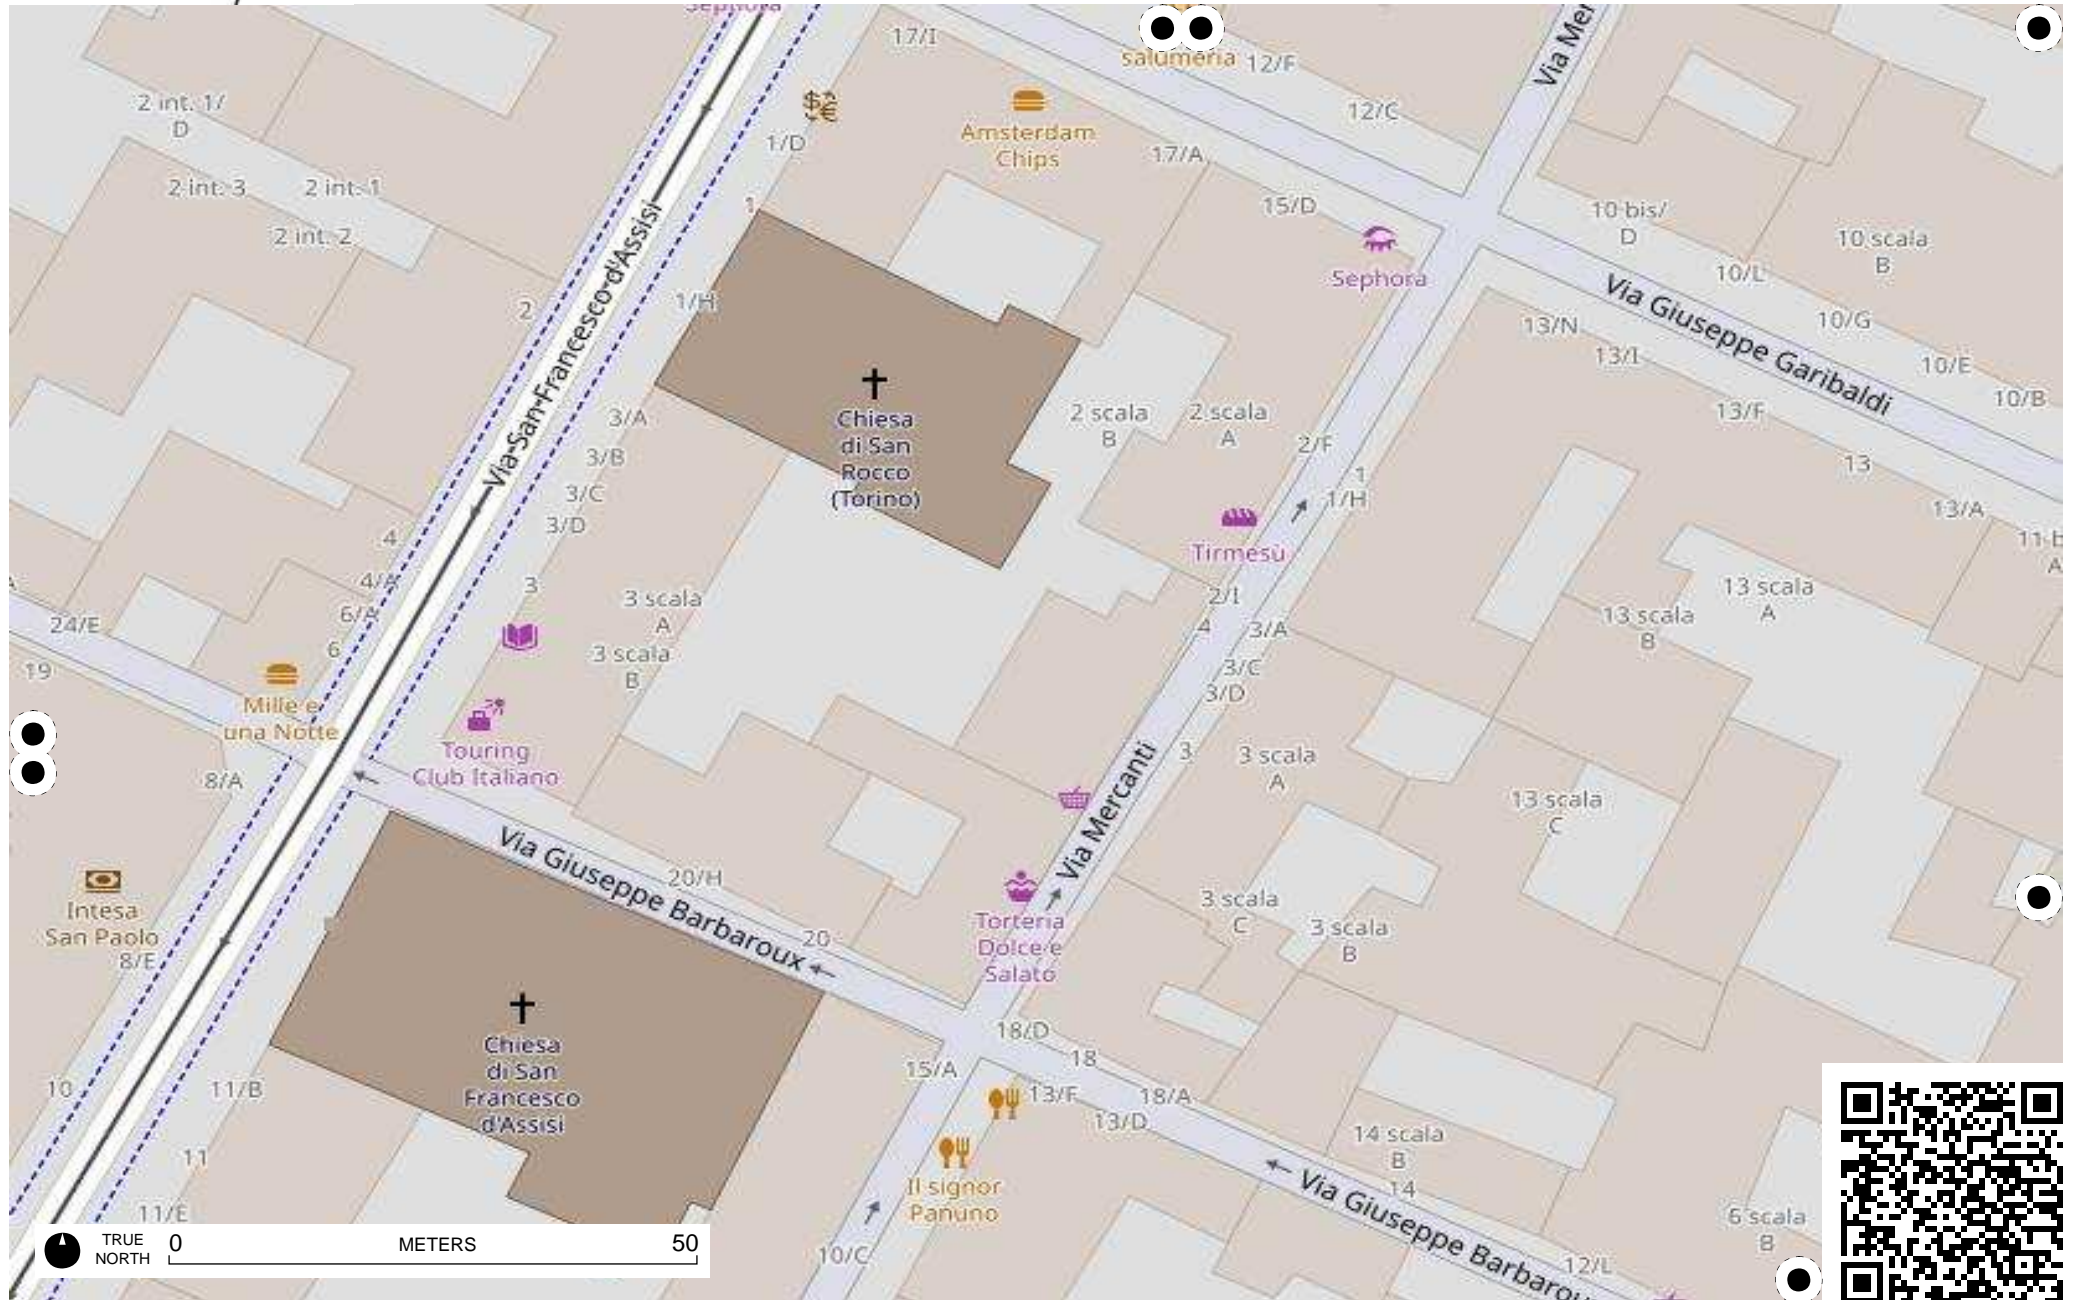 Sephora
17/I
salumeria
12/F
Via Mer
2 int. 1/
D
1/D
Amsterdam
Chips
12/C
17/A
2 int. 3
2 int. 1
2 int. 2
1
15/D
10 bis/
D
10 scala
B
Sephora
10/L
2
1/H
Via San Francesco d'Assisi
Via Giuseppe Garibaldi
10/G
13/N
13/I
10/E
10/B
3/A
Chiesa
di San
Rocco
(Torino)
2 scala
B
2 scala
A
13/F
3/B
2/F
13
3/C
1
1/H
3/D
13/A
4
Tirmesù
11 b
A
4/A
3
13 scala
A
24/E
6/A
3 scala
A
2/I
4
3/A
13 scala
B
6
3 scala
B
19
3/C
3/D
Mille e
una Notte
Touring
Club Italiano
8/A
3
3 scala
A
Via Mercanti
13 scala
C
Via Giuseppe Barbaroux
20/H
Intesa
San Paolo
8/E
20
Torteria
Dolce e
Salato
3 scala
C
3 scala
B
Chiesa
di San
Francesco
d'Assisi
18/D
18
15/A
13/F
18/A
13/D
10
11/B
14 scala
B
14
11
Il signor
Panuno
Via Giuseppe Barbarou
11/E
6 scala
B
10/C
12/L
TRUE
NORTH
0 METERS 50